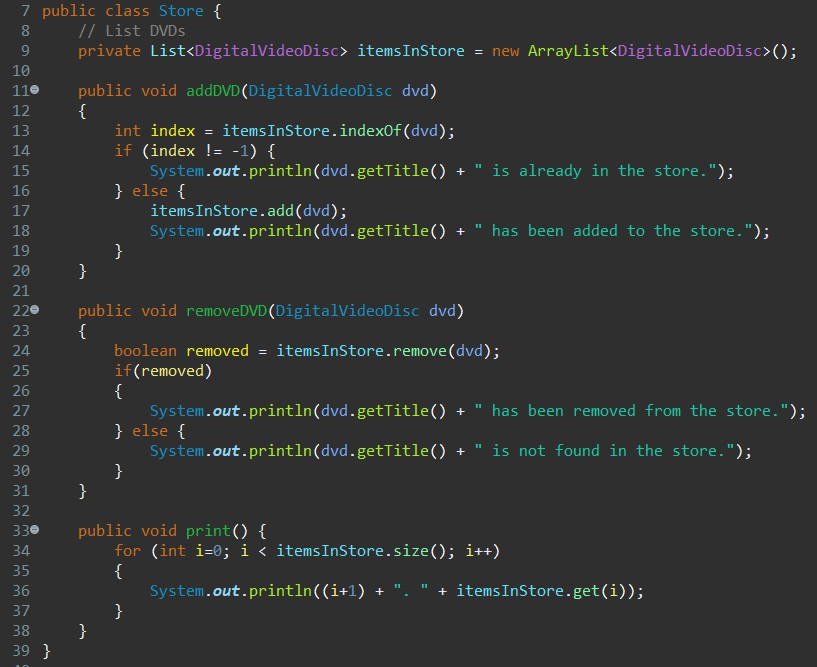 7 public class Store {
8     // List DVDs
9     private List<DigitalVideoDisc> itemsInStore = new ArrayList<DigitalVideoDisc>();
10
11     public void addDVD(DigitalVideoDisc dvd)
12     {
13         int index = itemsInStore.indexOf(dvd);
14         if (index != -1) {
15             System.out.println(dvd.getTitle() + " is already in the store.");
16         } else {
17             itemsInStore.add(dvd);
18             System.out.println(dvd.getTitle() + " has been added to the store.");
19         }
20     }
21
22     public void removeDVD(DigitalVideoDisc dvd)
23     {
24         boolean removed = itemsInStore.remove(dvd);
25         if(removed)
26         {
27             System.out.println(dvd.getTitle() + " has been removed from the store.");
28         } else {
29             System.out.println(dvd.getTitle() + " is not found in the store.");
30         }
31     }
32
33     public void print() {
34         for (int i=0; i < itemsInStore.size(); i++)
35         {
36             System.out.println((i+1) + ". " + itemsInStore.get(i));
37         }
38     }
39 }